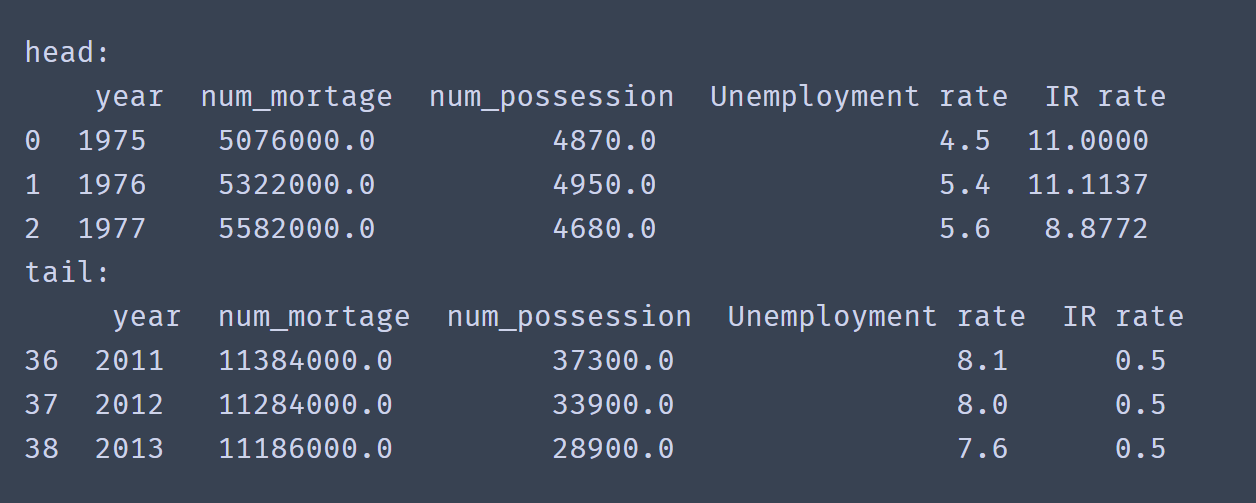 head:
year num_mortage num_possession Unemployment rate IR rate
0 1975 5076000.0 4870.0 4.5 11.0000
1 1976 5322000.0 4950.0 5.4 11.1137
2 1977 5582000.0 4680.0 5.6 8.8772
tail:
year num_mortage num_possession Unemployment rate IR rate
36 2011 11384000.0 37300.0 8.1 0.5
37 2012 11284000.0 33900.0 8.0 0.5
38 2013 11186000.0 28900.0 7.6 0.5